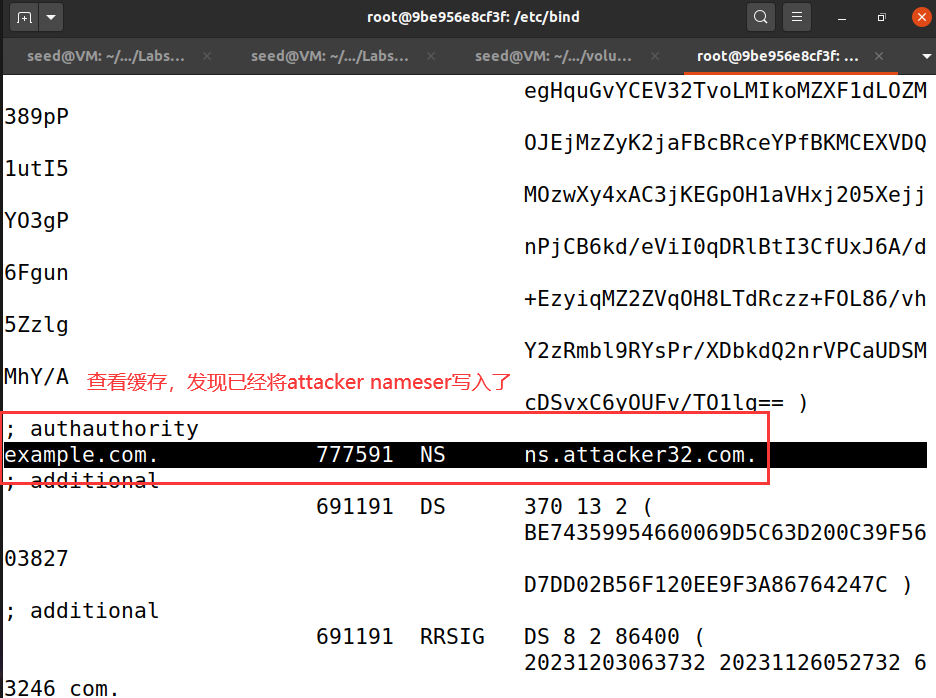 root@9be956e8cf3f: /etc/bind
seed@VM: ~/.../Labs... seed@VM: ~/.../Labs... seed@VM: ~/.../volu... root@9be956e8cf3f: ...
egHquGvYCEV32TvoLMIkoMZXF1dLOZM
389pP
OJEjMzZyK2jaFBcBRceYPfBKMCEXVDQ
1utI5
MOzwXy4xAC3jKEGpOH1aVHxj205Xejj
YO3gP
nPjCB6kd/eViI0qDRlBtI3CfUxJ6A/d
6Fgun
+EzyiqMZ2ZVqOH8LTdRczz+FOL86/vh
5Zzlg
Y2zRmbl9RYsPr/XDbkdQ2nrVPCaUDSM
MhY/A
查看缓存，发现已经将attacker nameser写入了
cDSvxC6yOUFv/TO1lg== )
; authauthority
example.com. 777591 NS ns.attacker32.com.
; additional
691191 DS 370 13 2 (
BE74359954660069D5C63D200C39F56
03827
D7DD02B56F120EE9F3A86764247C )
; additional
691191 RRSIG DS 8 2 86400 (
20231203063732 20231126052732 6
3246 com.